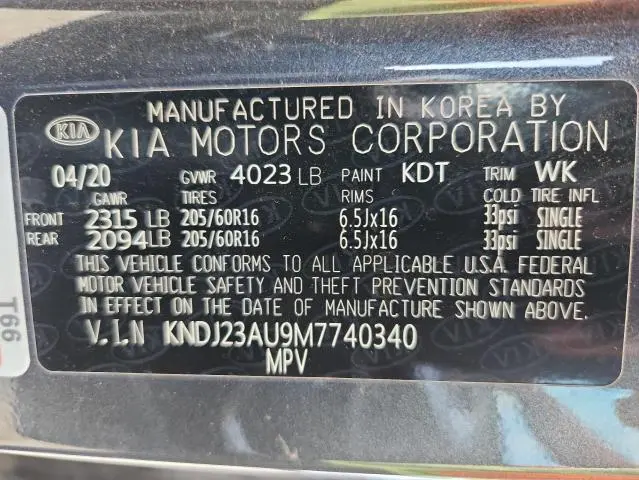 MANUFACTURED IN KOREA BY
KIA KIA MOTORS CORPORATION
04/20 GVWR 4023 LB PAINT KDT TRIM WK
GAWR TIRES RIMS COLD TIRE INFL
FRONT 2315 LB 205/60R16 6.5Jx16 33psi SINGLE
REAR 2094 LB 205/60R16 6.5Jx16 33psi SINGLE
THIS VEHICLE CONFORMS TO ALL APPLICABLE U.S.A. FEDERAL
MOTOR VEHICLE SAFETY AND THEFT PREVENTION STANDARDS
IN EFFECT ON THE DATE OF MANUFACTURE SHOWN ABOVE.
V.I.N KNDJ23AU9M7740340
MPV
T66